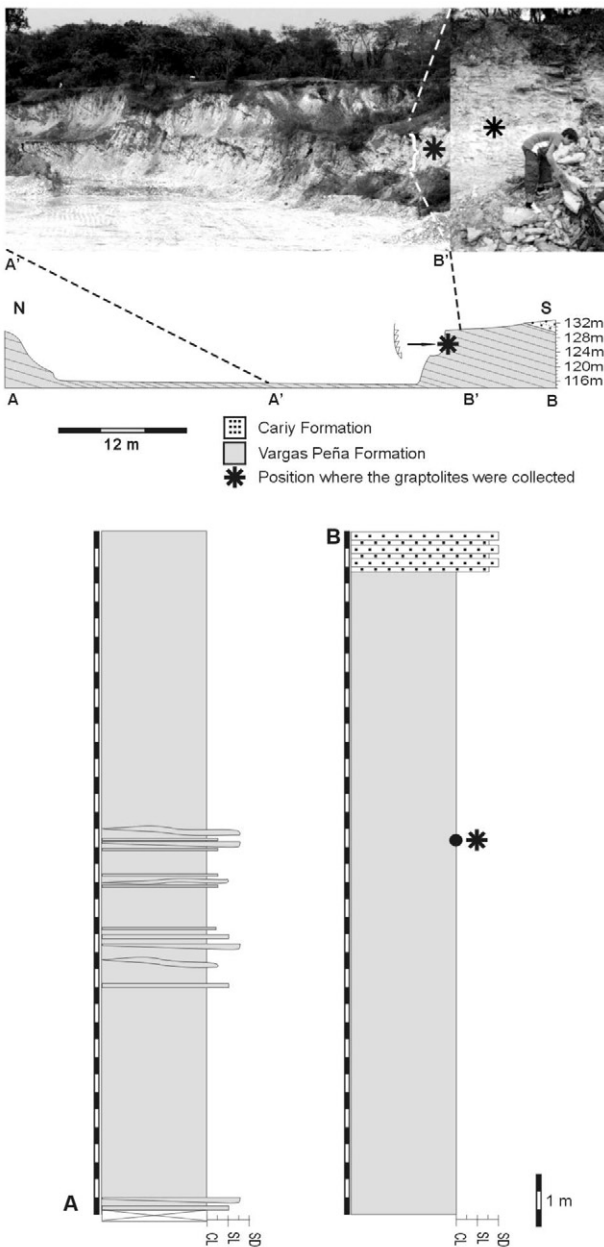 A'
B'
N
S
132m
128m
124m
120m
116m
A
A'
B'
B
12 m
Cariy Formation
Vargas Peña Formation
Position where the graptolites were collected
B
A
1 m
CL
SL
SD
CL
SL
SD